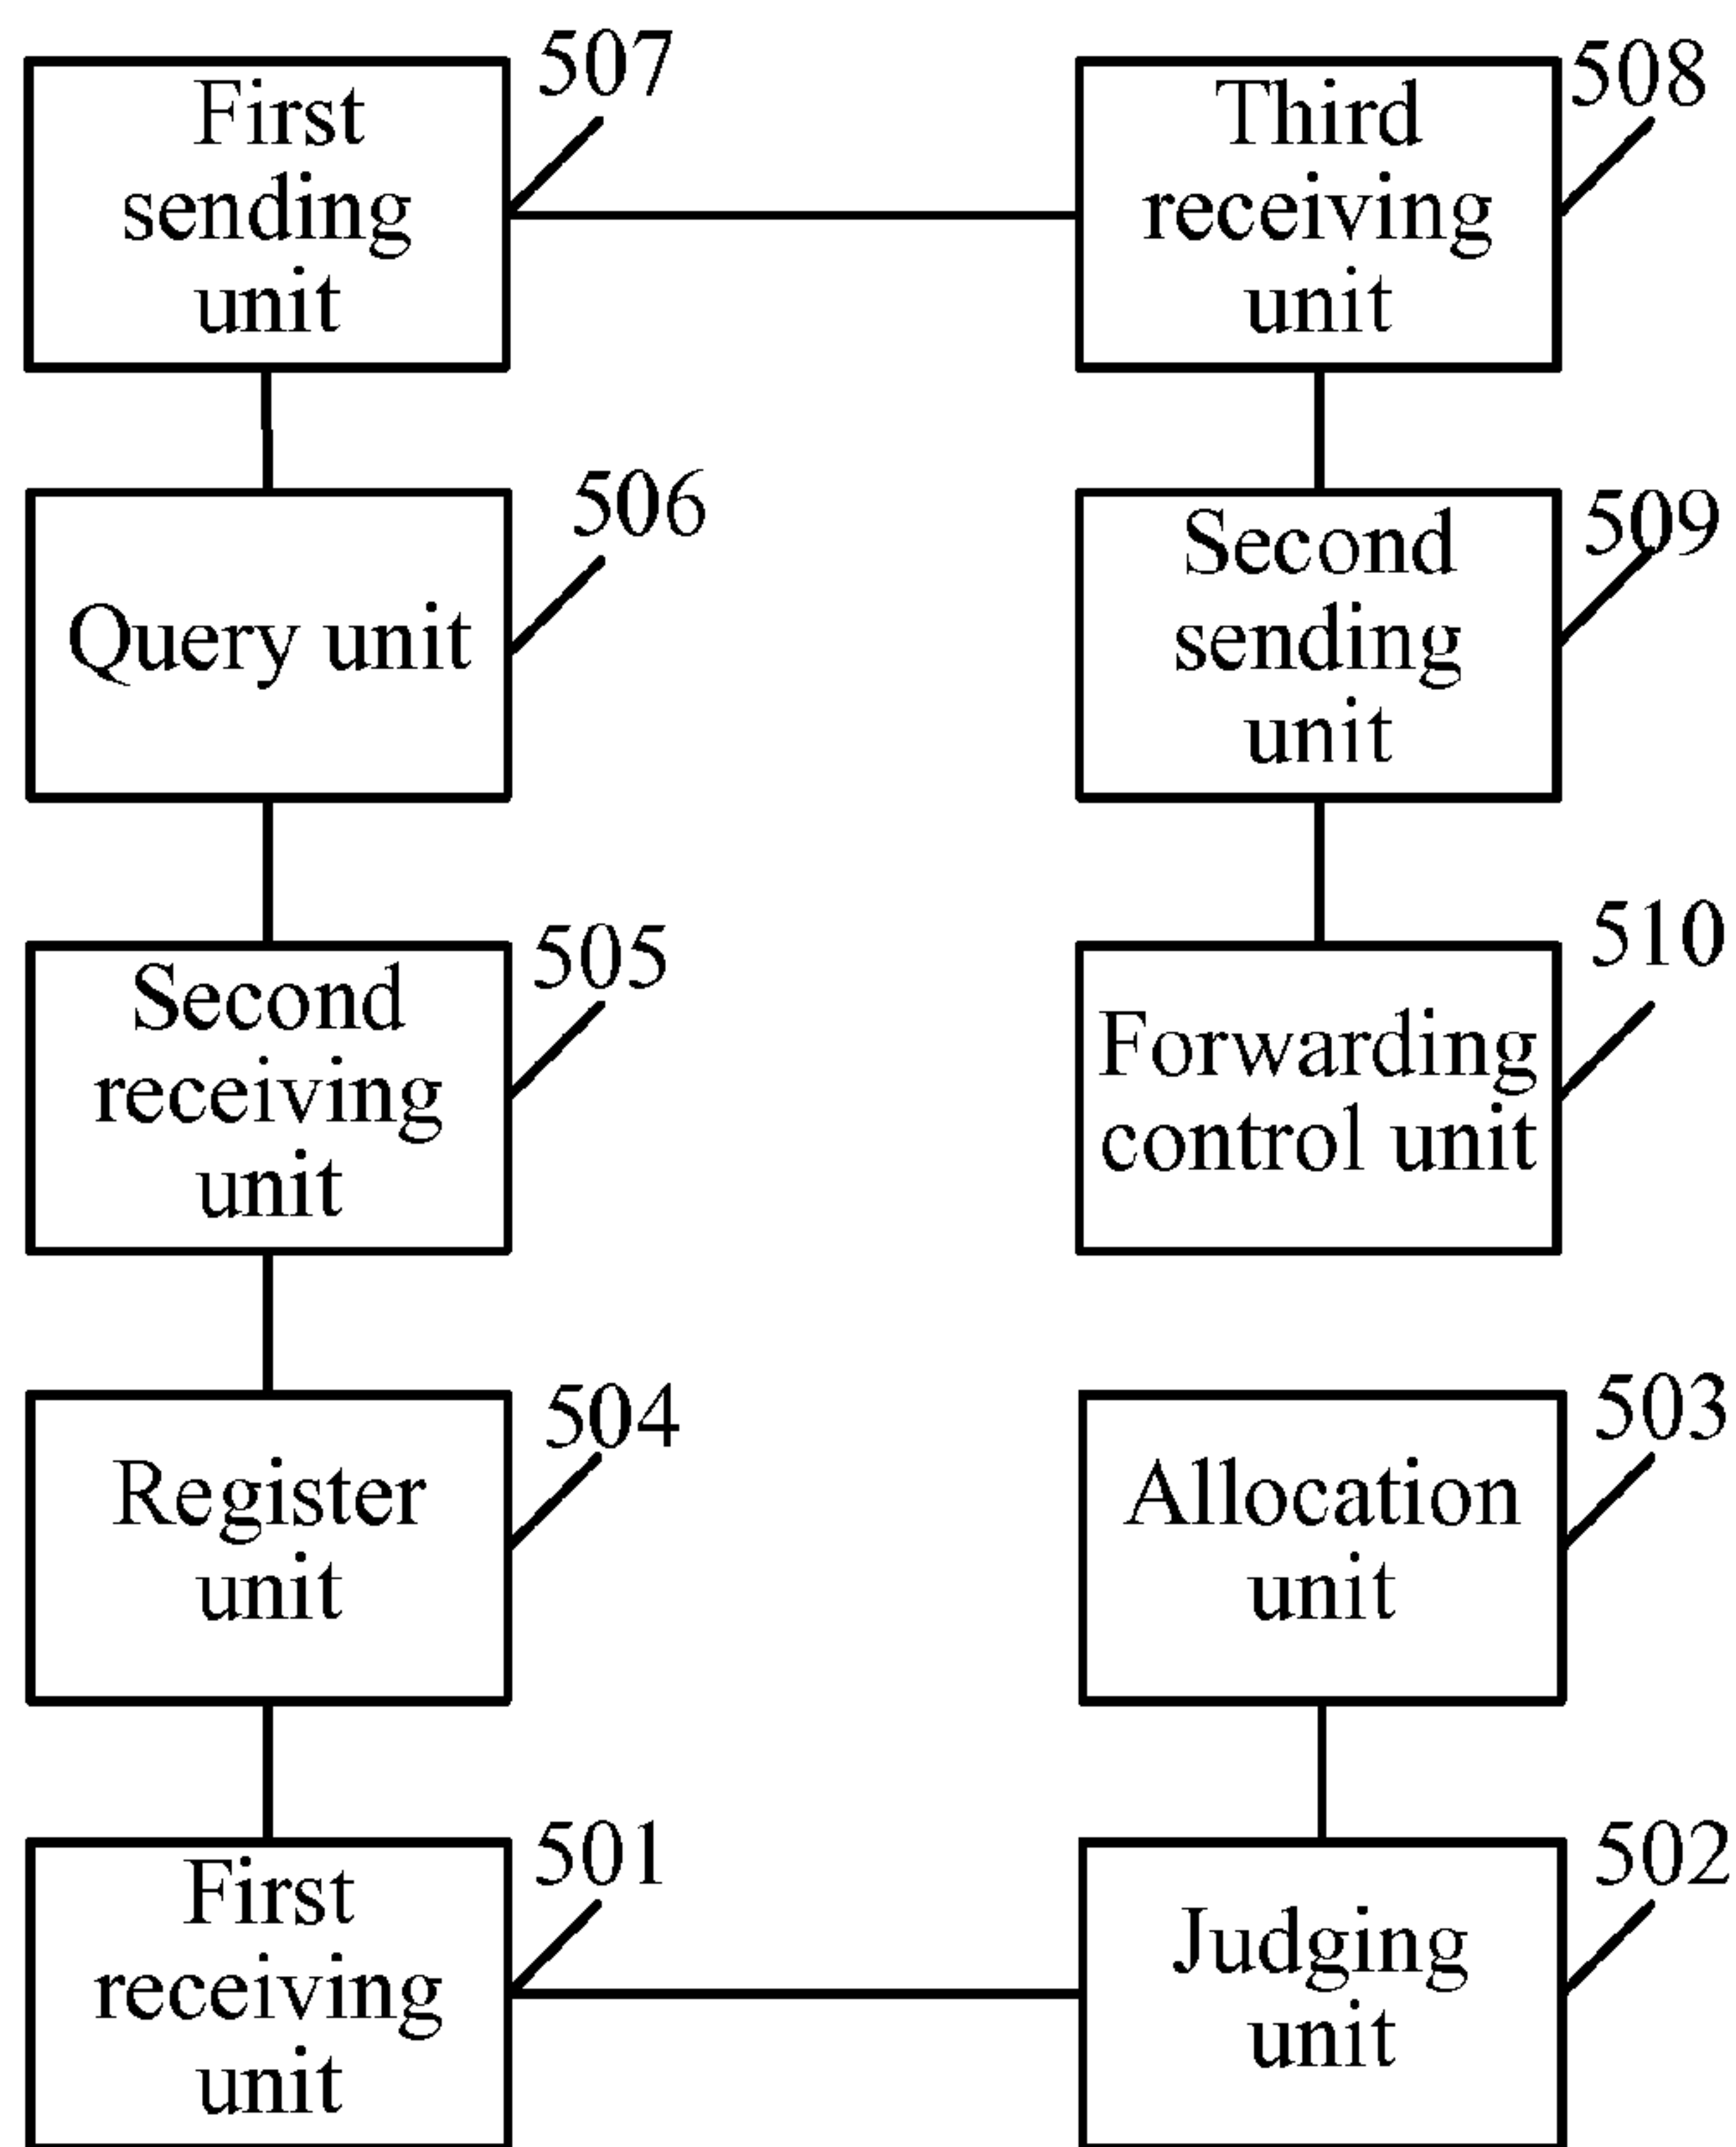 507
First
sending
unit
508
Third
receiving
unit
506
Query unit
509
Second
sending
unit
505
Second
receiving
unit
510
Forwarding
control unit
504
Register
unit
503
Allocation
unit
501
First
receiving
unit
502
Judging
unit